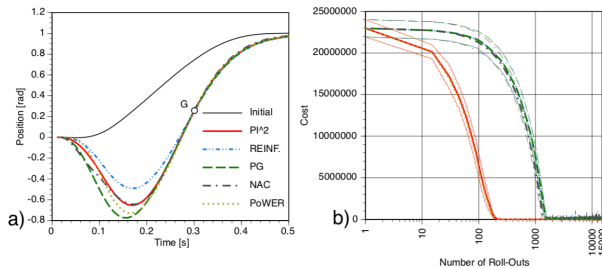 a)
Position [rad]
1.2
1
0.8
0.6
0.4
0.2
0
-0.2
-0.4
-0.6
-0.8
0
0.1
0.2
0.3
0.4
0.5
Time [s]
G
Initial
PI^2
REINF.
PG
NAC
PoWER
b)
Cost
25000000
20000000
15000000
10000000
5000000
0
1
10
100
1000
15000
Number of Roll-Outs